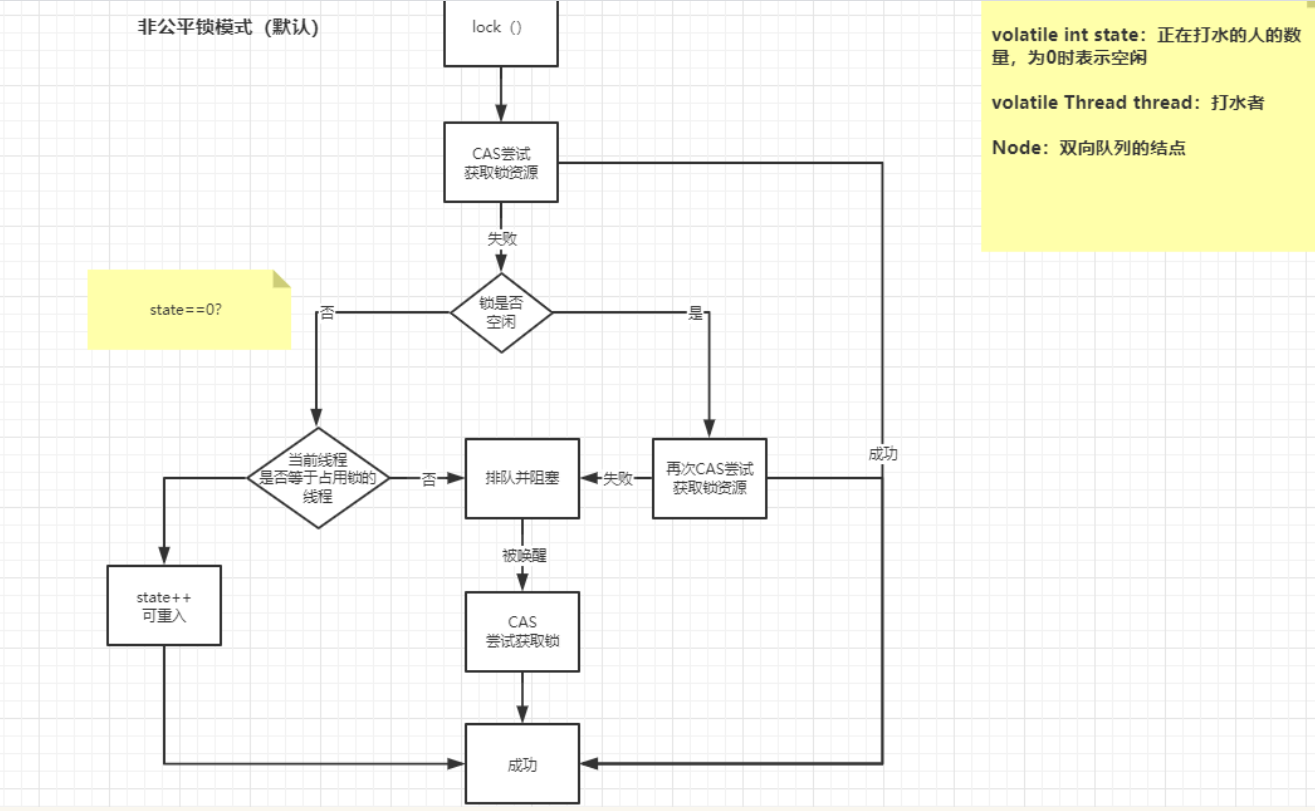 非公平锁模式（默认）
lock（）
volatile int state：正在打水的人的数
量，为0时表示空闲
volatile Thread thread：打水者
Node：双向队列的结点
CAS尝试
获取锁资源
失败
state==0?
锁是否
空闲
否
是
成功
当前线程
是否等于占用锁的
线程
否
排队并阻塞
失败
再次CAS尝试
获取锁资源
被唤醒
state++
可重入
CAS
尝试获取锁
成功